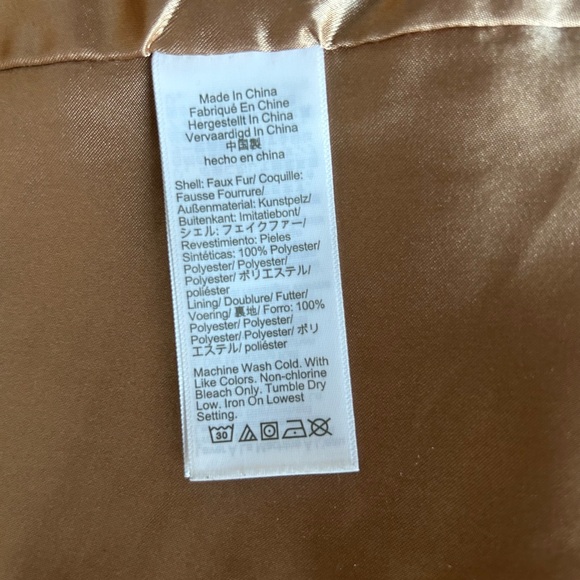 Made In China
Fabriqué En Chine
Hergestellt In China
Vervaardigd In China
中国製
hecho en china
Shell: Faux Fur/ Coquille:
Fausse Fourrure/
Außenmaterial: Kunstpelz/
Buitenkant: Imitatiebont/
シェル: フェイクファー/
Revestimiento: Pieles
Sintéticas: 100% Polyester/
Polyester/ Polyester/
Polyester/ ポリエステル/
poliéster
Lining/ Doublure/ Futter/
Voering/ 裏地/ Forro: 100%
Polyester/ Polyester/
Polyester/ Polyester/ ポリ
エステル/ poliéster
Machine Wash Cold. With
Like Colors. Non-chlorine
Bleach Only. Tumble Dry
Low. Iron On Lowest
Setting.
30